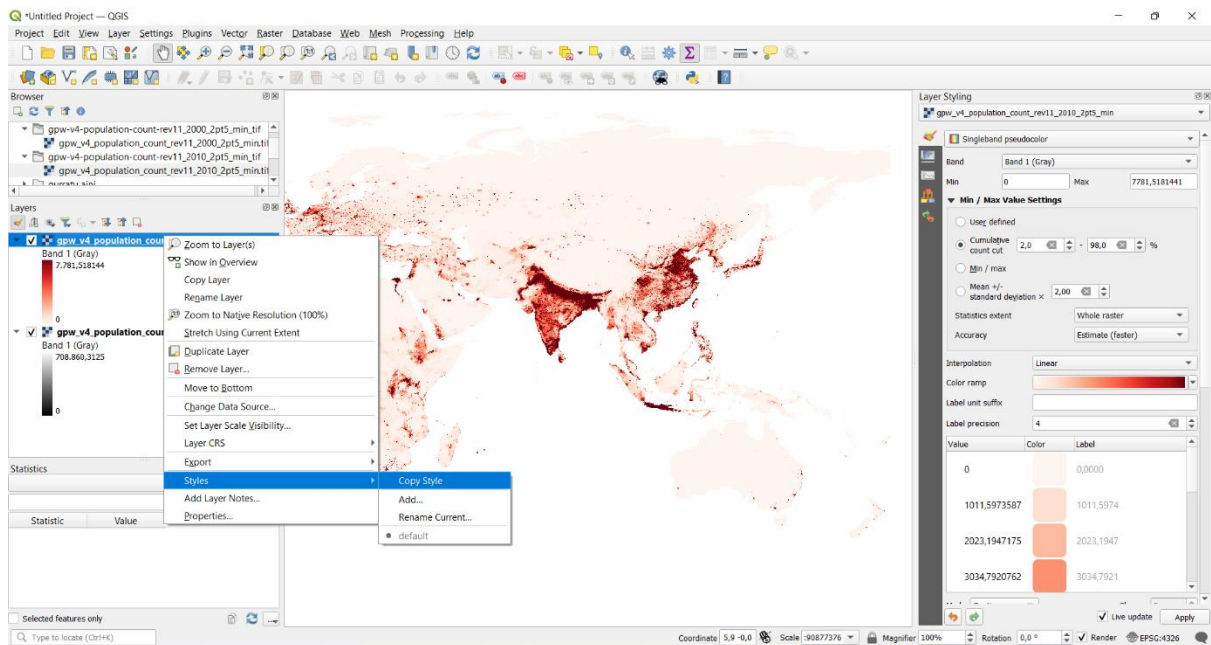 *Untitled Project — QGIS
Project Edit View Layer Settings Plugins Vector Raster Database Web Mesh Processing Help
Browser
gpw-v4-population-count-rev11_2000_2pt5_min_tif
gpw_v4_population_count_rev11_2000_2pt5_min.tif
gpw-v4-population-count-rev11_2010_2pt5_min_tif
gpw_v4_population_count_rev11_2010_2pt5_min.tif
Layers
gpw_v4_population_cou
Band 1 (Gray)
7.781,518144
0
gpw_v4_population_cou
Band 1 (Gray)
708.860,3125
0
Statistics
Statistic Value
Selected features only
Type to locate (Ctrl+K)
Zoom to Layer(s)
Show in Overview
Copy Layer
Rename Layer
Zoom to Native Resolution (100%)
Stretch Using Current Extent
Duplicate Layer
Remove Layer...
Move to Bottom
Change Data Source...
Set Layer Scale Visibility...
Layer CRS
Export
Styles
Add Layer Notes...
Properties...
Copy Style
Add...
Rename Current...
default
Layer Styling
gpw_v4_population_count_rev11_2010_2pt5_min
Singleband pseudocolor
Band Band 1 (Gray)
Min 0 Max 7781,5181441
Min / Max Value Settings
User defined
Cumulative count cut 2,0 - 98,0 %
Min / max
Mean +/- standard deviation × 2,00
Statistics extent Whole raster
Accuracy Estimate (faster)
Interpolation Linear
Color ramp
Label unit suffix
Label precision 4
Value Color Label
0 0,0000
1011,5973587 1011,5974
2023,1947175 2023,1947
3034,7920762 3034,7921
Live update Apply
Coordinate 5,9 -0,0 Scale :90877376 Magnifier 100% Rotation 0,0 ° Render EPSG:4326